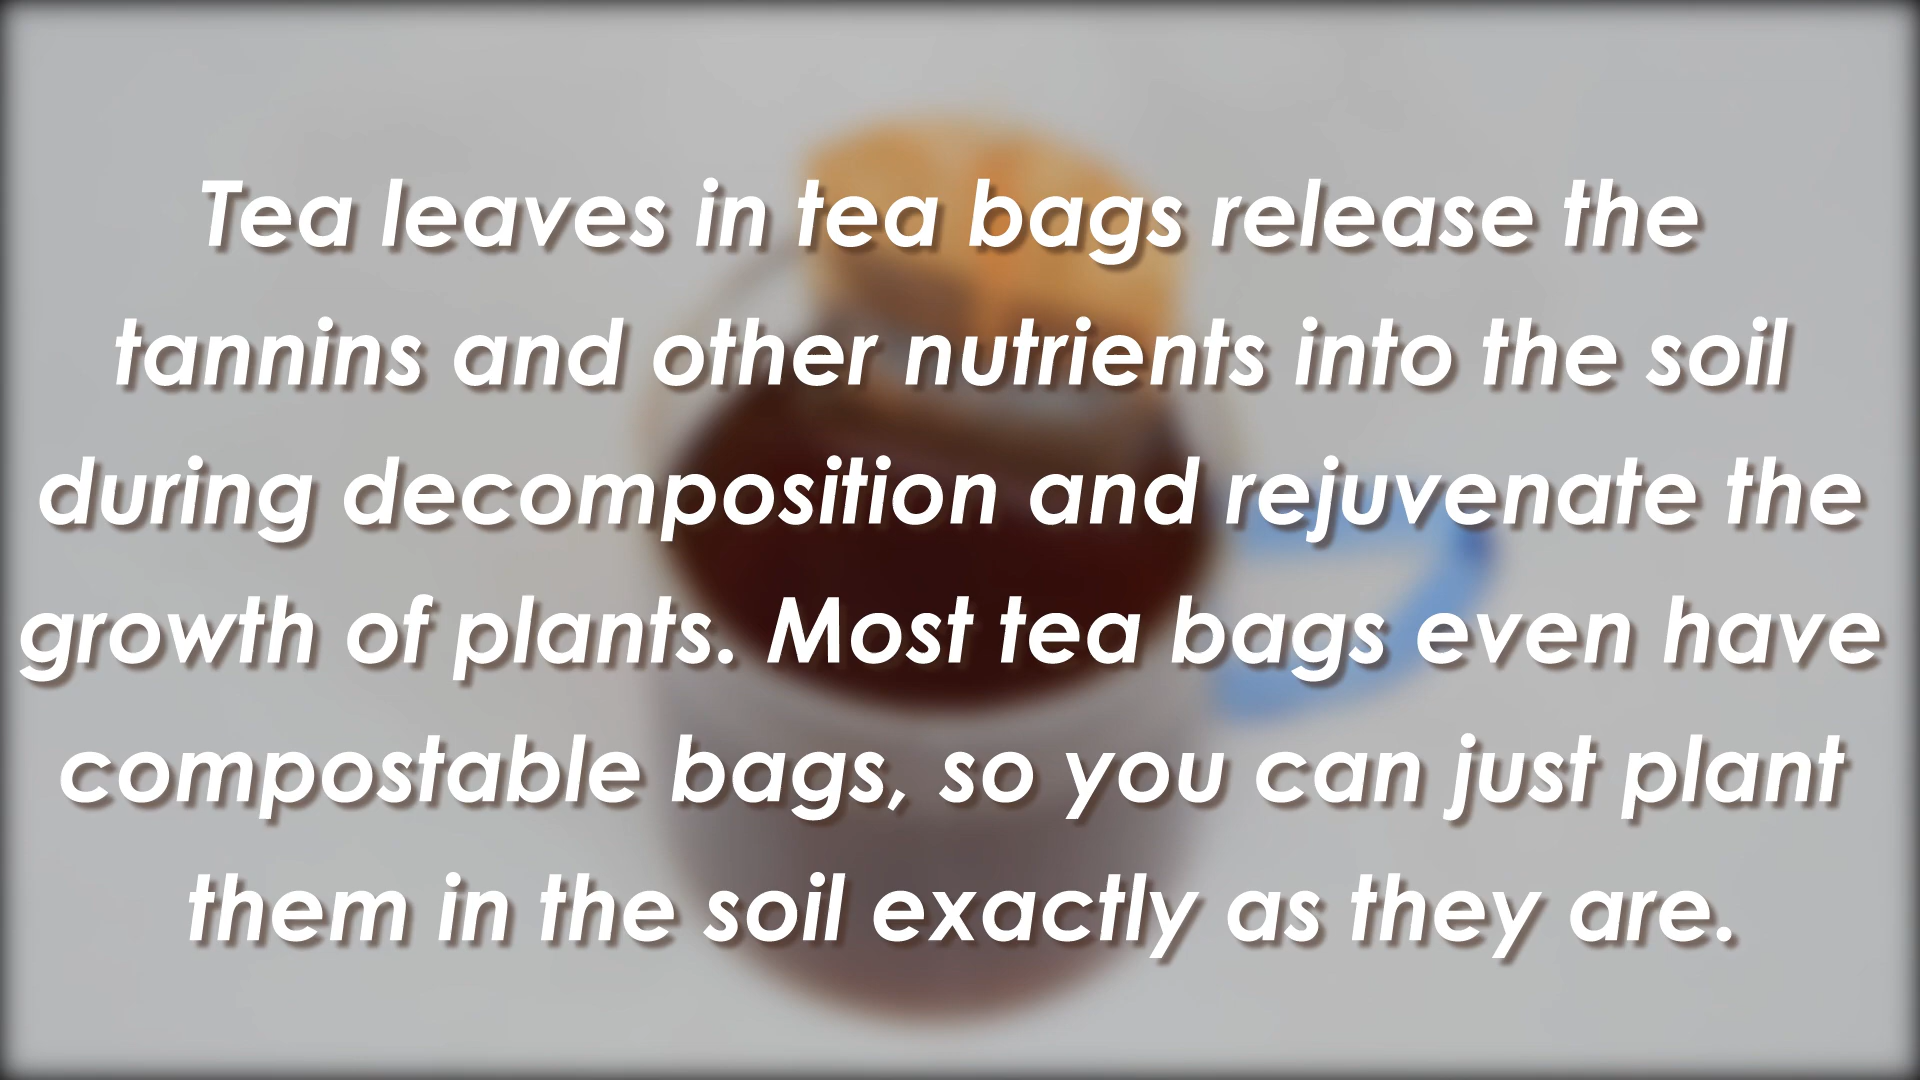 Tea leaves in tea bags release the
tannins and other nutrients into the soil
during decomposition and rejuvenate the
growth of plants. Most tea bags even have
compostable bags, so you can just plant
them in the soil exactly as they are.